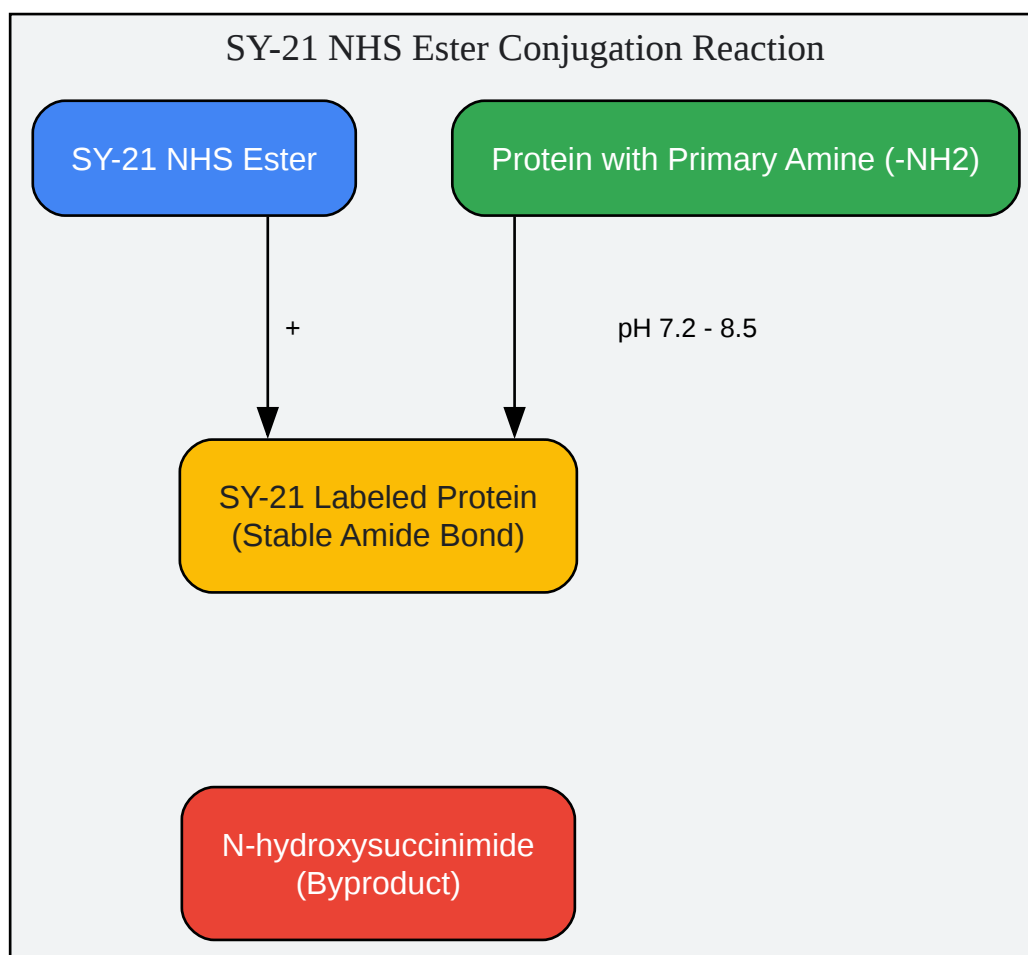 SY-21 NHS Ester Conjugation Reaction
SY-21 NHS Ester
Protein with Primary Amine (-NH2)
+
pH 7.2 - 8.5
SY-21 Labeled Protein
(Stable Amide Bond)
N-hydroxysuccinimide
(Byproduct)